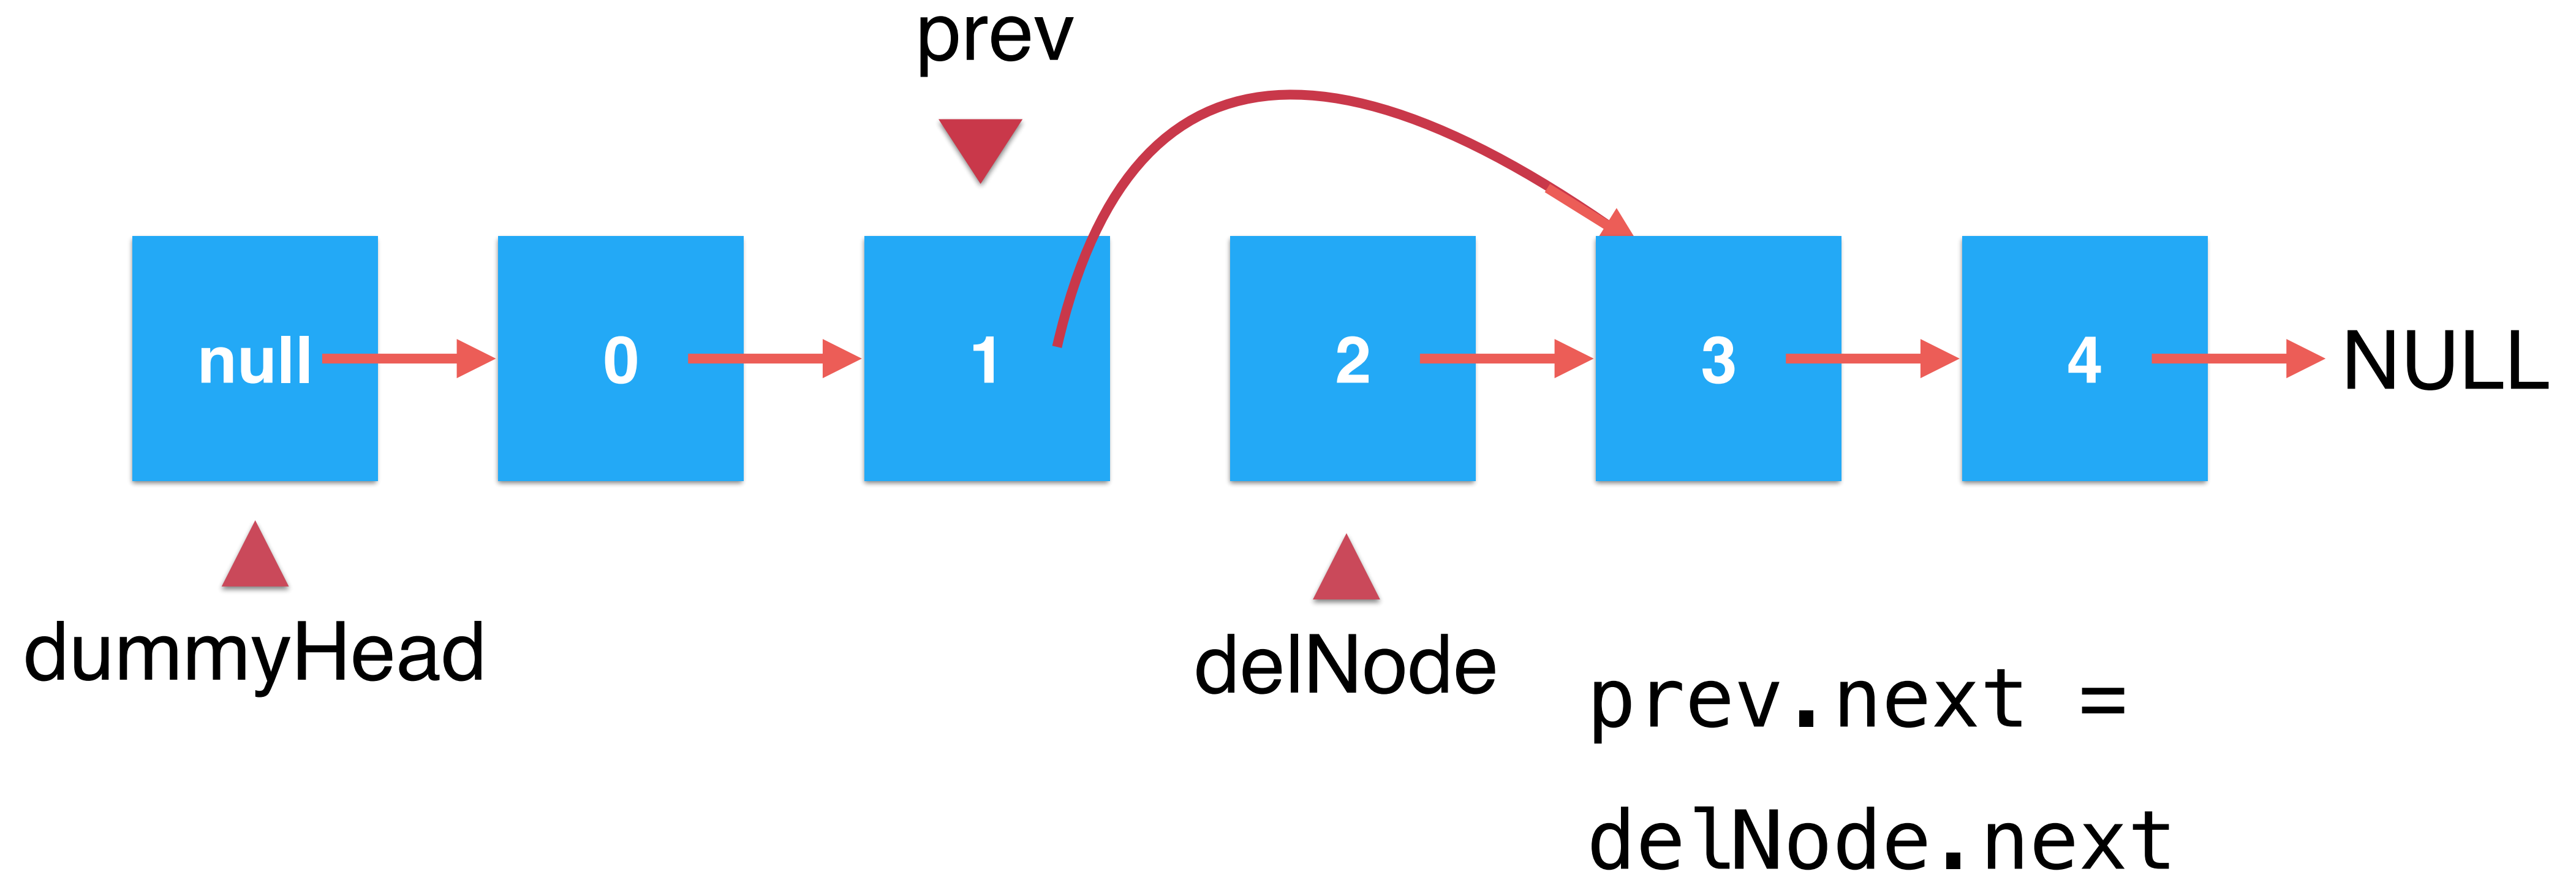 prev
null 0 1 2 3 4 NULL
dummyHead
delNode
prev.next =
delNode.next